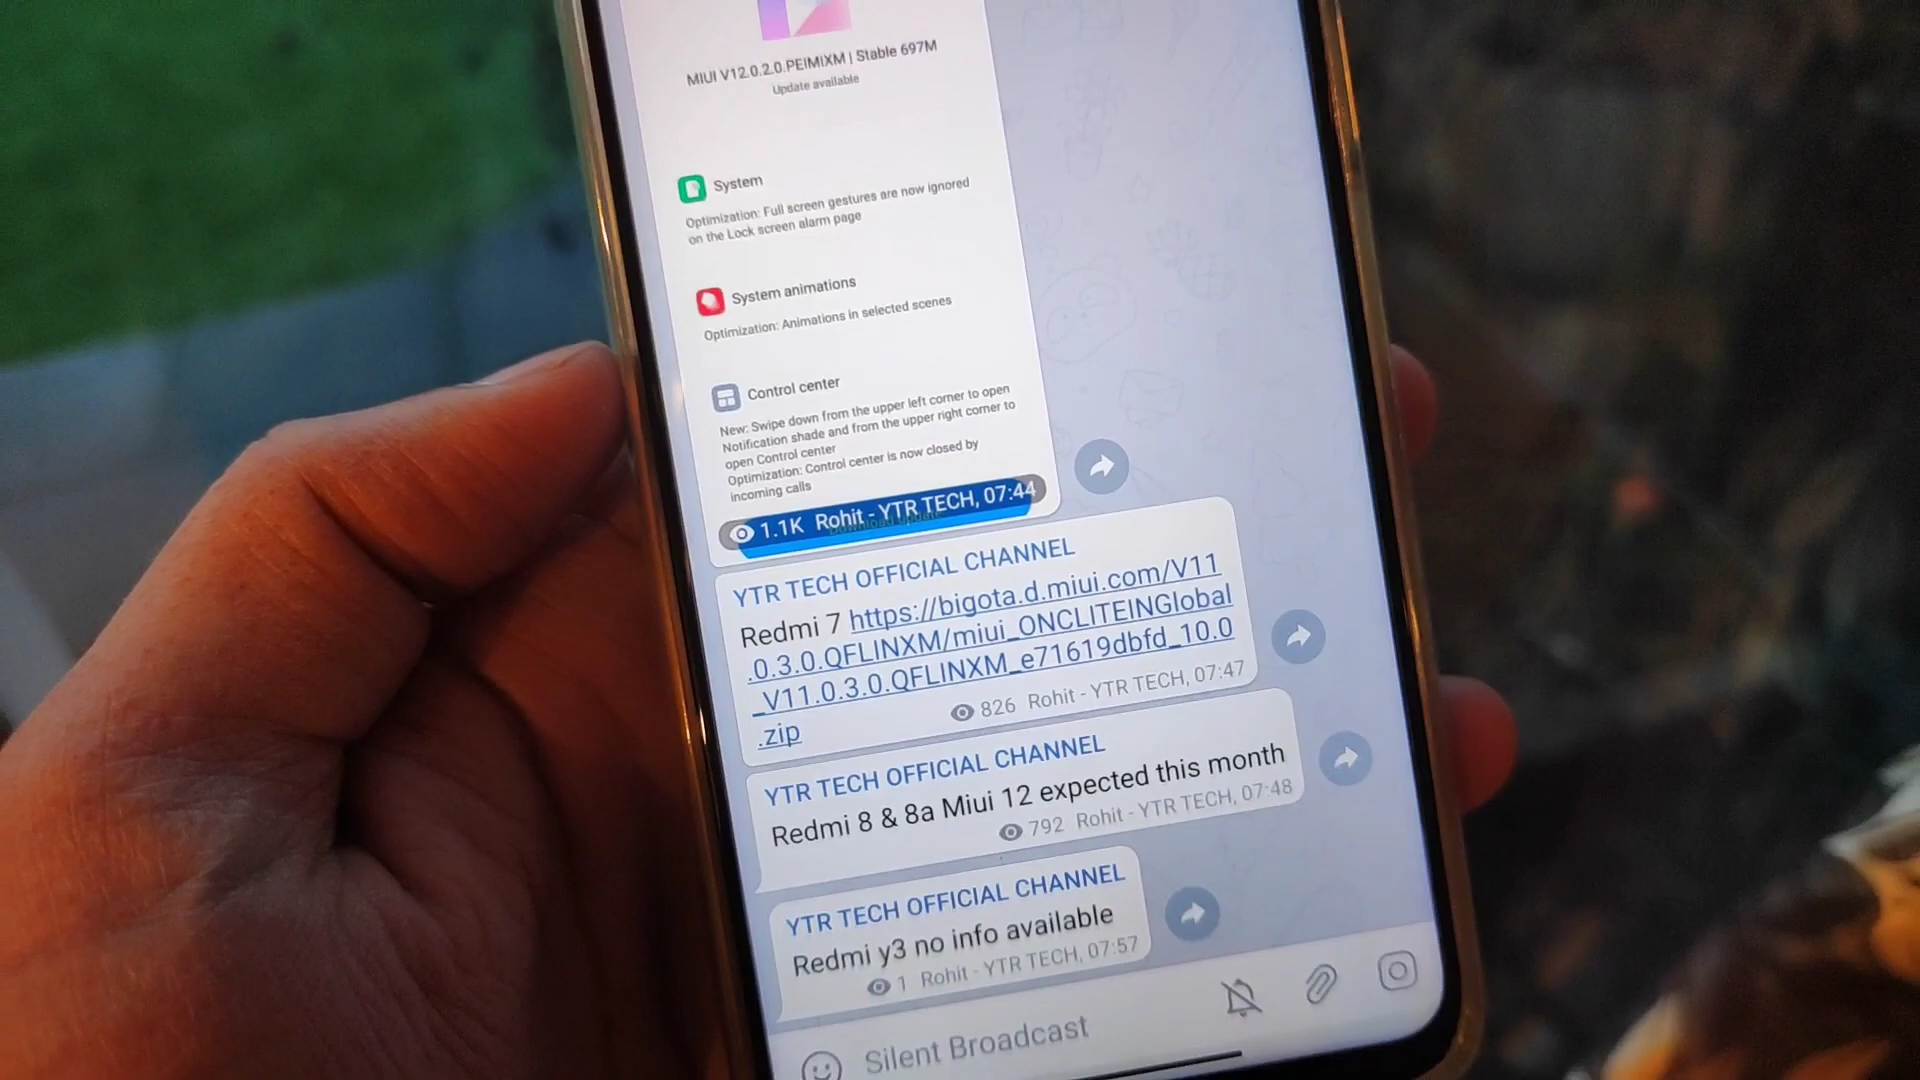 MIUI V12.0.2.0.PEIMIXM | Stable 697M
Update available
System
Optimization: Full screen gestures are now ignored
on the Lock screen alarm page
System animations
Optimization: Animations in selected scenes
Control center
New: Swipe down from the upper left corner to open
Notification shade and from the upper right corner to
open Control center
Optimization: Control center is now closed by
incoming calls
1.1K Rohit - YTR TECH, 07:44
YTR TECH OFFICIAL CHANNEL
Redmi 7 https://bigota.d.miui.com/V11
.0.3.0.QFLINXM/miui_ONCLITEINGlobal
_V11.0.3.0.QFLINXM_e71619dbfd_10.0
.zip
826 Rohit - YTR TECH, 07:47
YTR TECH OFFICIAL CHANNEL
Redmi 8 & 8a Miui 12 expected this month
792 Rohit - YTR TECH, 07:48
YTR TECH OFFICIAL CHANNEL
Redmi y3 no info available
1 Rohit - YTR TECH, 07:57
Silent Broadcast